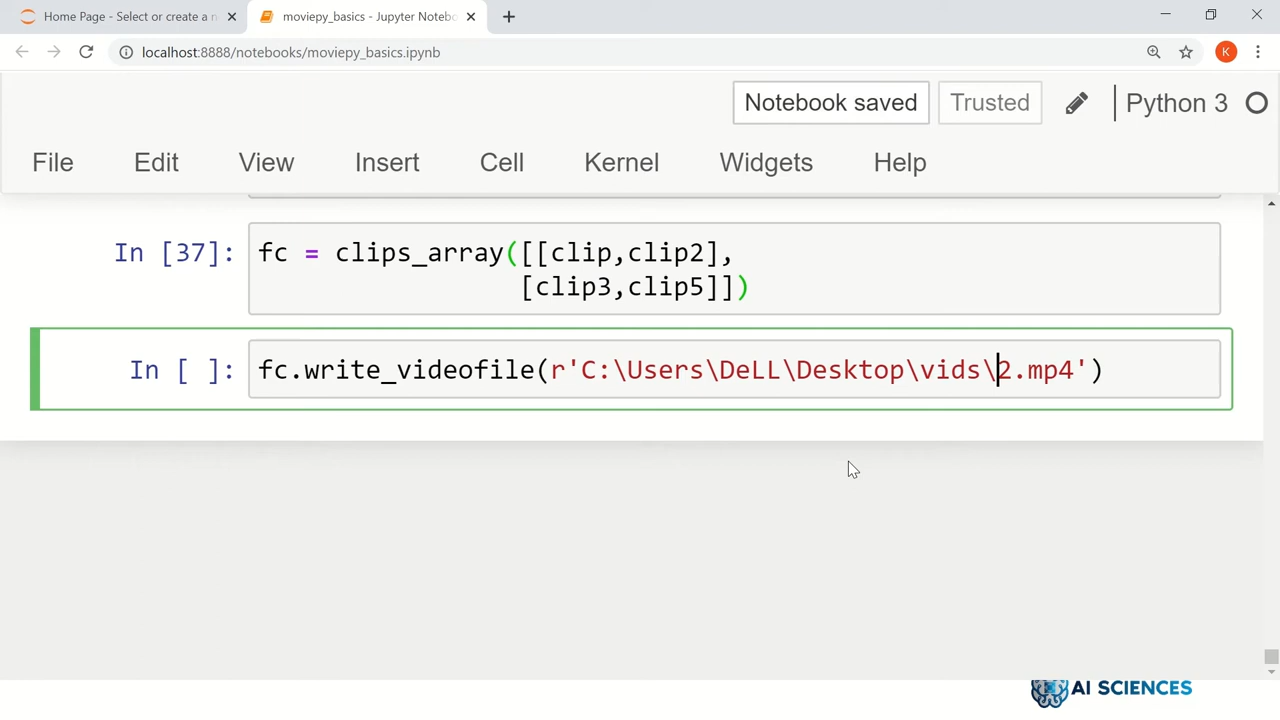 Home Page - Select or create a n
moviepy_basics - Jupyter Notebo
localhost:8888/notebooks/moviepy_basics.ipynb
K
Notebook saved
Trusted
Python 3
File Edit View Insert Cell Kernel Widgets Help
In [37]: fc = clips_array([[clip,clip2],
[clip3,clip5]])
In [ ]: fc.write_videofile(r'C:\Users\DeLL\Desktop\vids\2.mp4')
AI SCIENCES